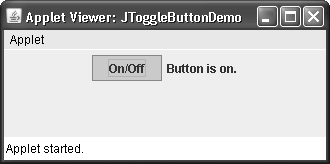 Applet Viewer: JToggleButtonDemo
Applet
On/Off Button is on.
Applet started.